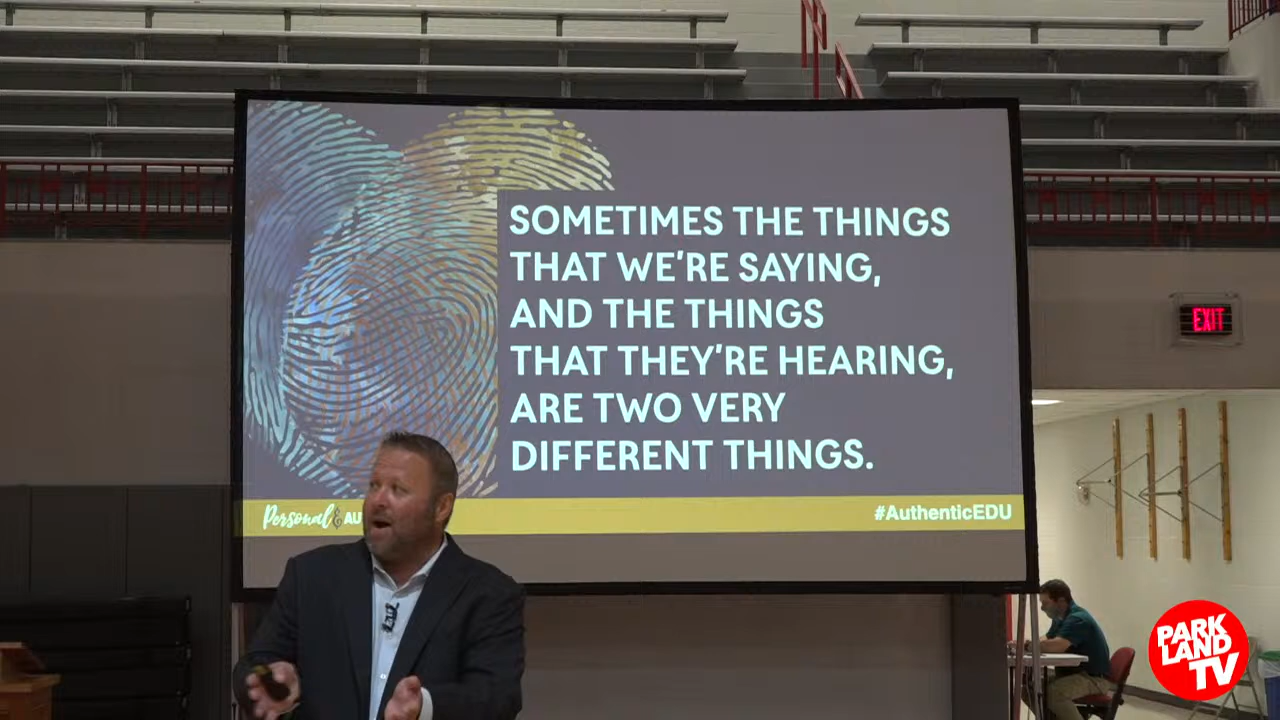 SOMETIMES THE THINGS
THAT WE'RE SAYING,
AND THE THINGS
THAT THEY'RE HEARING,
ARE TWO VERY
DIFFERENT THINGS.
Personal & AU
#AuthenticEDU
EXIT
PARK
LAND
TV